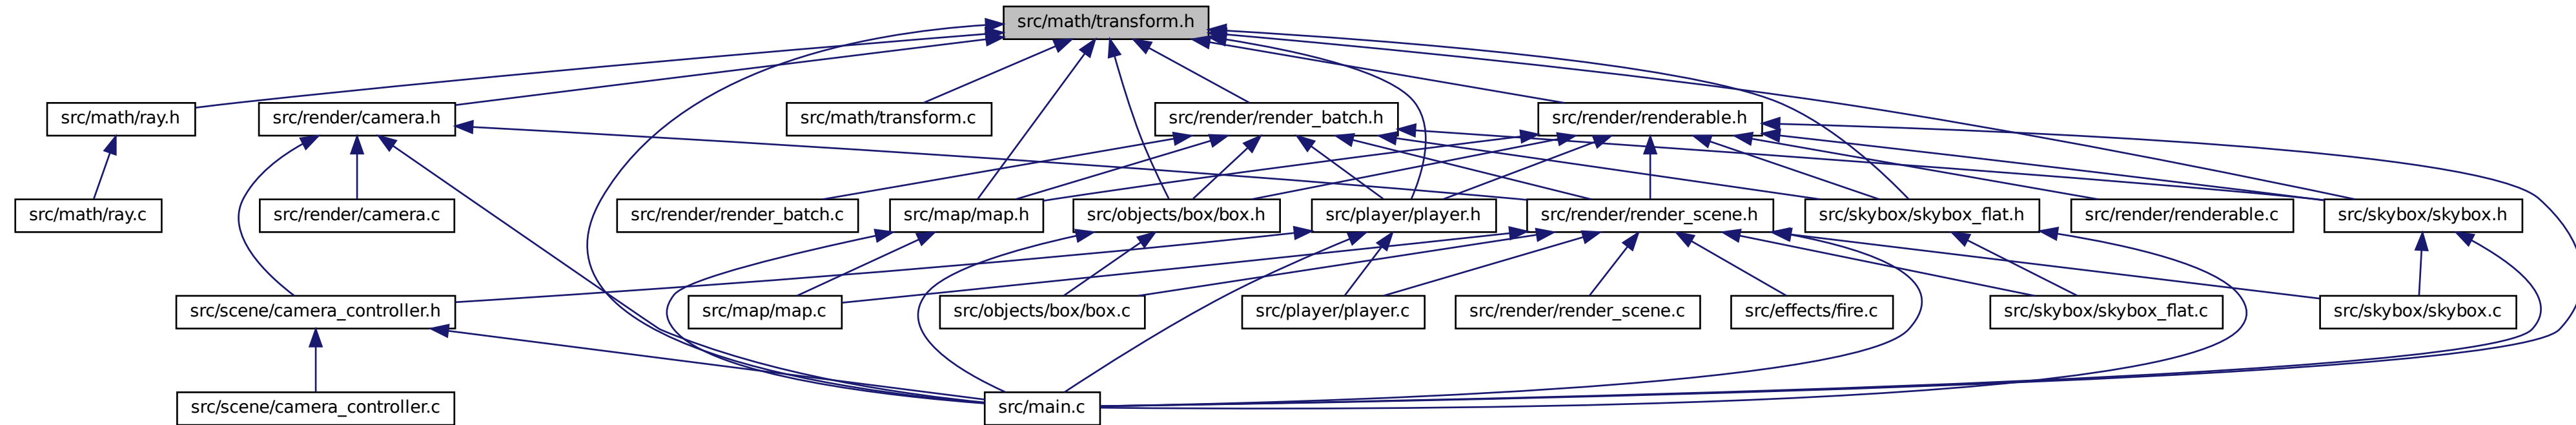 src/math/transform.h
src/math/ray.h
src/render/camera.h
src/math/transform.c
src/render/render_batch.h
src/render/renderable.h
src/math/ray.c
src/render/camera.c
src/render/render_batch.c
src/map/map.h
src/objects/box/box.h
src/player/player.h
src/render/render_scene.h
src/skybox/skybox_flat.h
src/render/renderable.c
src/skybox/skybox.h
src/scene/camera_controller.h
src/map/map.c
src/objects/box/box.c
src/player/player.c
src/render/render_scene.c
src/effects/fire.c
src/skybox/skybox_flat.c
src/skybox/skybox.c
src/scene/camera_controller.c
src/main.c